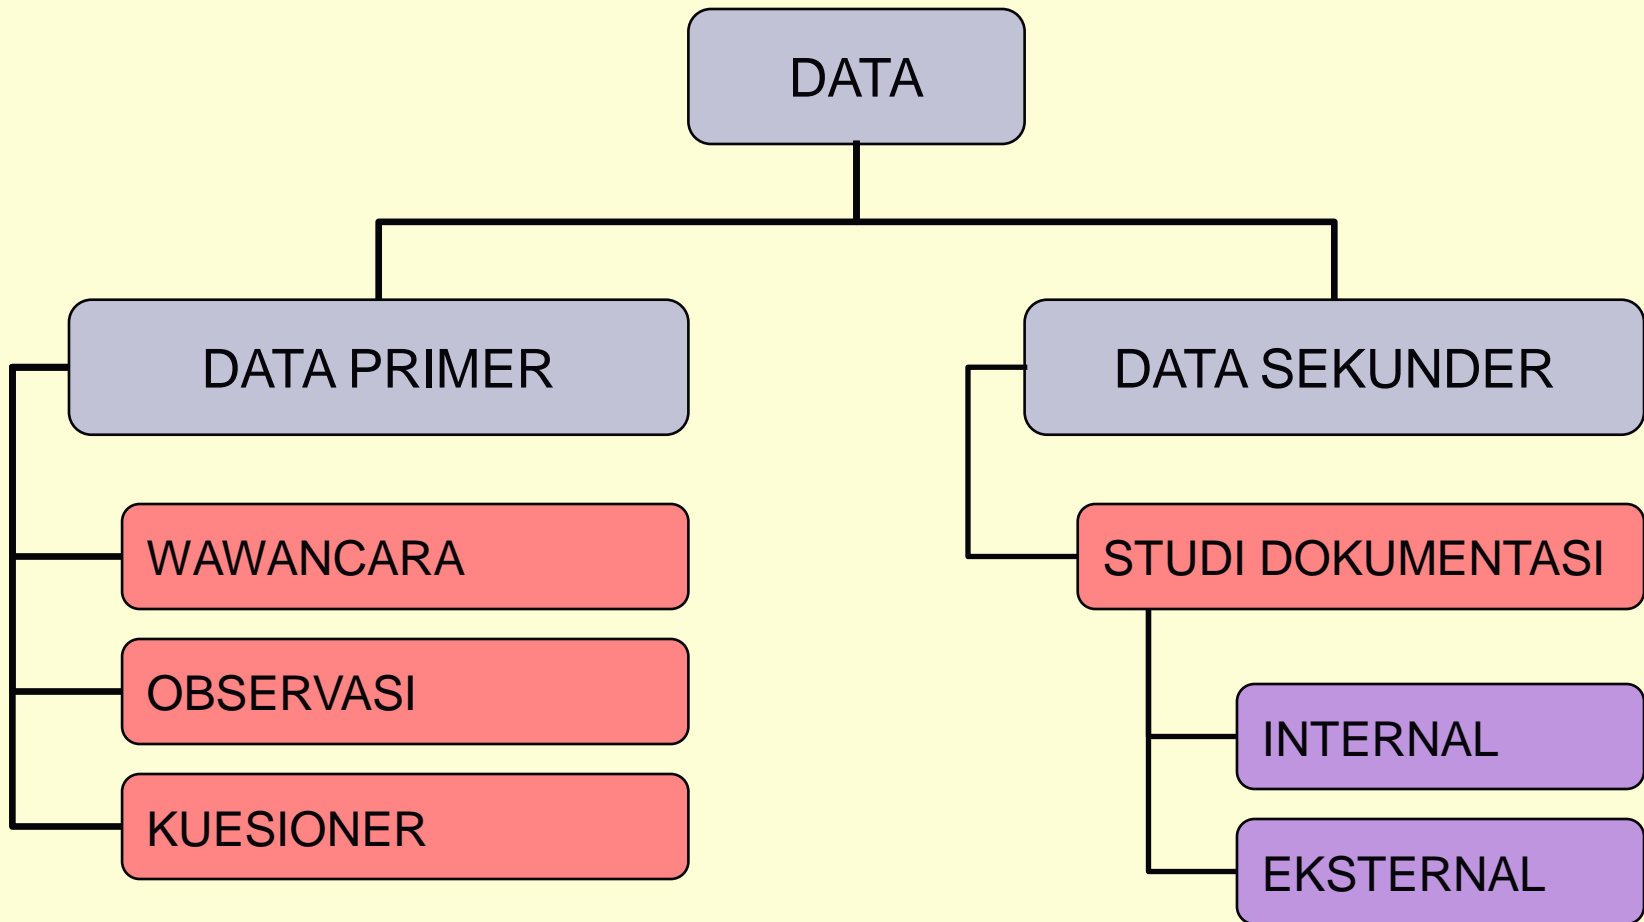 DATA
DATA PRIMER
WAWANCARA
OBSERVASI
KUESIONER
DATA SEKUNDER
STUDI DOKUMENTASI
INTERNAL
EKSTERNAL